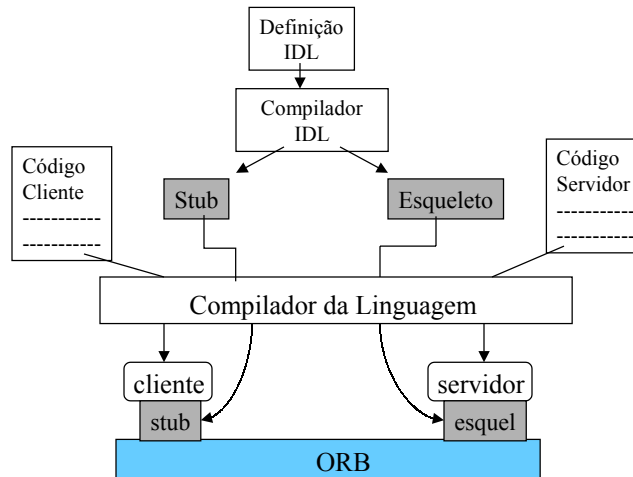 Definição
IDL
Compilador
IDL
Código
Cliente
-----------
-----------
Stub
Esqueleto
Código
Servidor
-----------
-----------
Compilador da Linguagem
cliente
servidor
stub
esquel
ORB